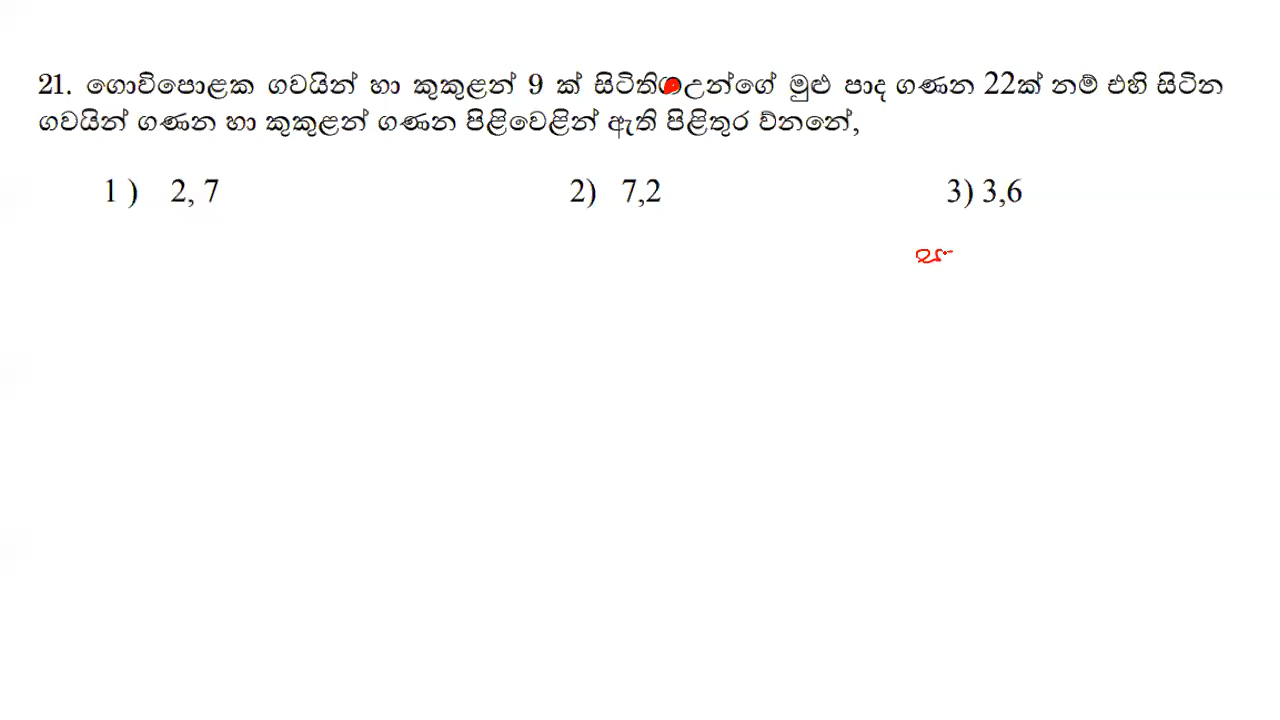 21. ගොවිපොළක ගවයින් හා කුකුළන් 9 ක් සිටිති උන්ගේ මුළු පාද ගණන 22ක් නම් එහි සිටින
ගවයින් ගණන හා කුකුළන් ගණන පිළිවෙළින් ඇති පිළිතුර වනනේ,
1 ) 2, 7 2) 7,2 3) 3,6